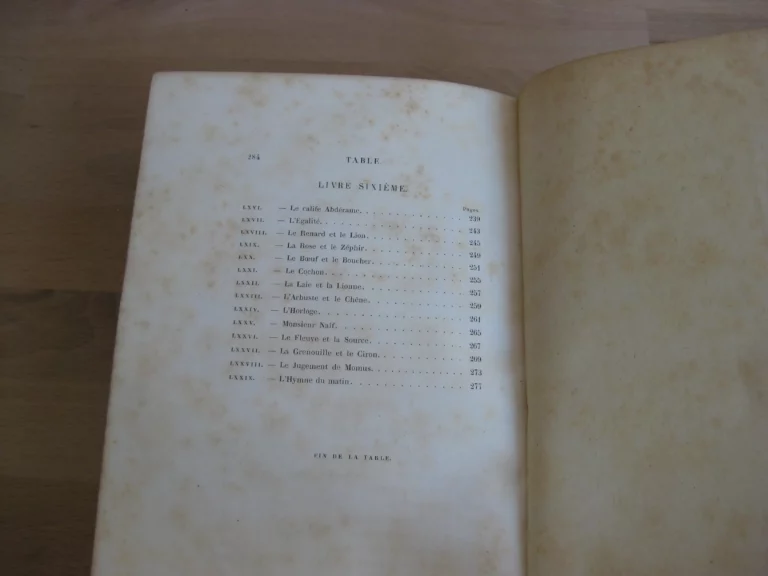 284 TABLE
LIVRE SIXIÈME.
Pages.
LXVI. — Le calife Abdérame. . . . . . . . . . . . . . 239
LXVII. — L'Égalité. . . . . . . . . . . . . . . . . . . 243
LXVIII. — Le Renard et le Lion. . . . . . . . . . . . . 245
LXIX. — La Rose et le Zéphir. . . . . . . . . . . . . 249
LXX. — Le Bœuf et le Boucher. . . . . . . . . . . . 251
LXXI. — Le Cochon. . . . . . . . . . . . . . . . . . 255
LXXII. — La Laie et la Lionne. . . . . . . . . . . . . 257
LXXIII. — L'Arbousse et le Chêne. . . . . . . . . . . . 259
LXXIV. — L'Horloge. . . . . . . . . . . . . . . . . . 261
LXXV. — Monsieur Naïf. . . . . . . . . . . . . . . . 265
LXXVI. — Le Fleuve et la Source. . . . . . . . . . . . 267
LXXVII. — La Grenouille et le Ciron. . . . . . . . . . . 269
LXXVIII. — Le Jugement de Momus. . . . . . . . . . . . 273
LXXIX. — L'Hymne du matin. . . . . . . . . . . . . . 277
FIN DE LA TABLE.